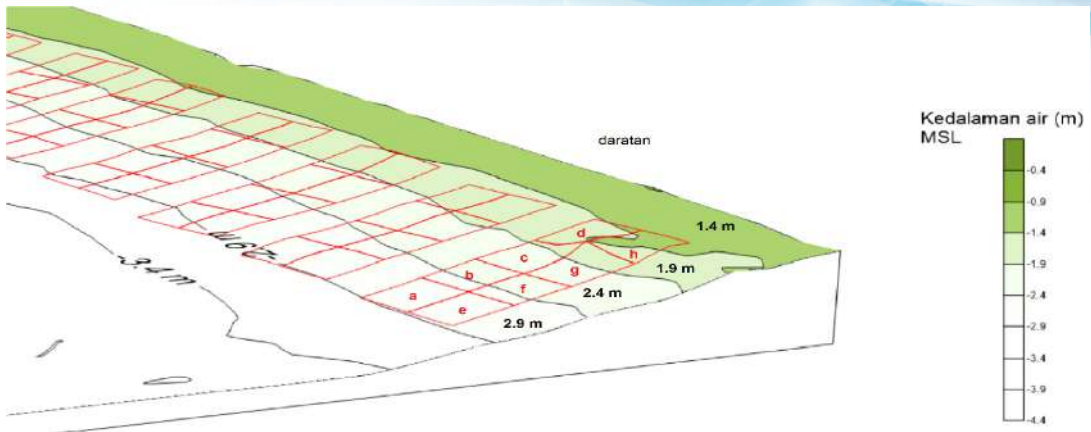 Kedalaman air (m)
MSL
daratan
-0.4
-0.9
-1.4
-1.9
-2.4
-2.9
-3.4
-3.9
-4.4
1.4 m
1.9 m
2.4 m
2.9 m
d
h
c
g
b
f
a
e
-2.9 m
-3.4 m